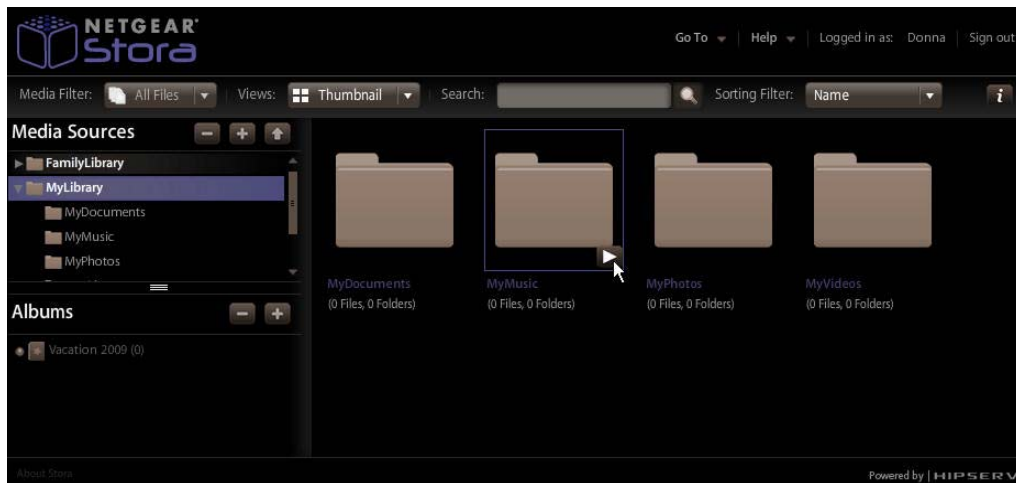 NETGEAR®
Stora
Go To Help Logged in as: Donna Sign out
Media Filter: All Files Views: Thumbnail Search: Sorting Filter: Name i
Media Sources
FamilyLibrary
MyLibrary
MyDocuments
MyMusic
MyPhotos
Albums
Vacation 2009 (0)
MyDocuments
(0 Files, 0 Folders)
MyMusic
(0 Files, 0 Folders)
MyPhotos
(0 Files, 0 Folders)
MyVideos
(0 Files, 0 Folders)
About Stora
Powered by | HIPSERV